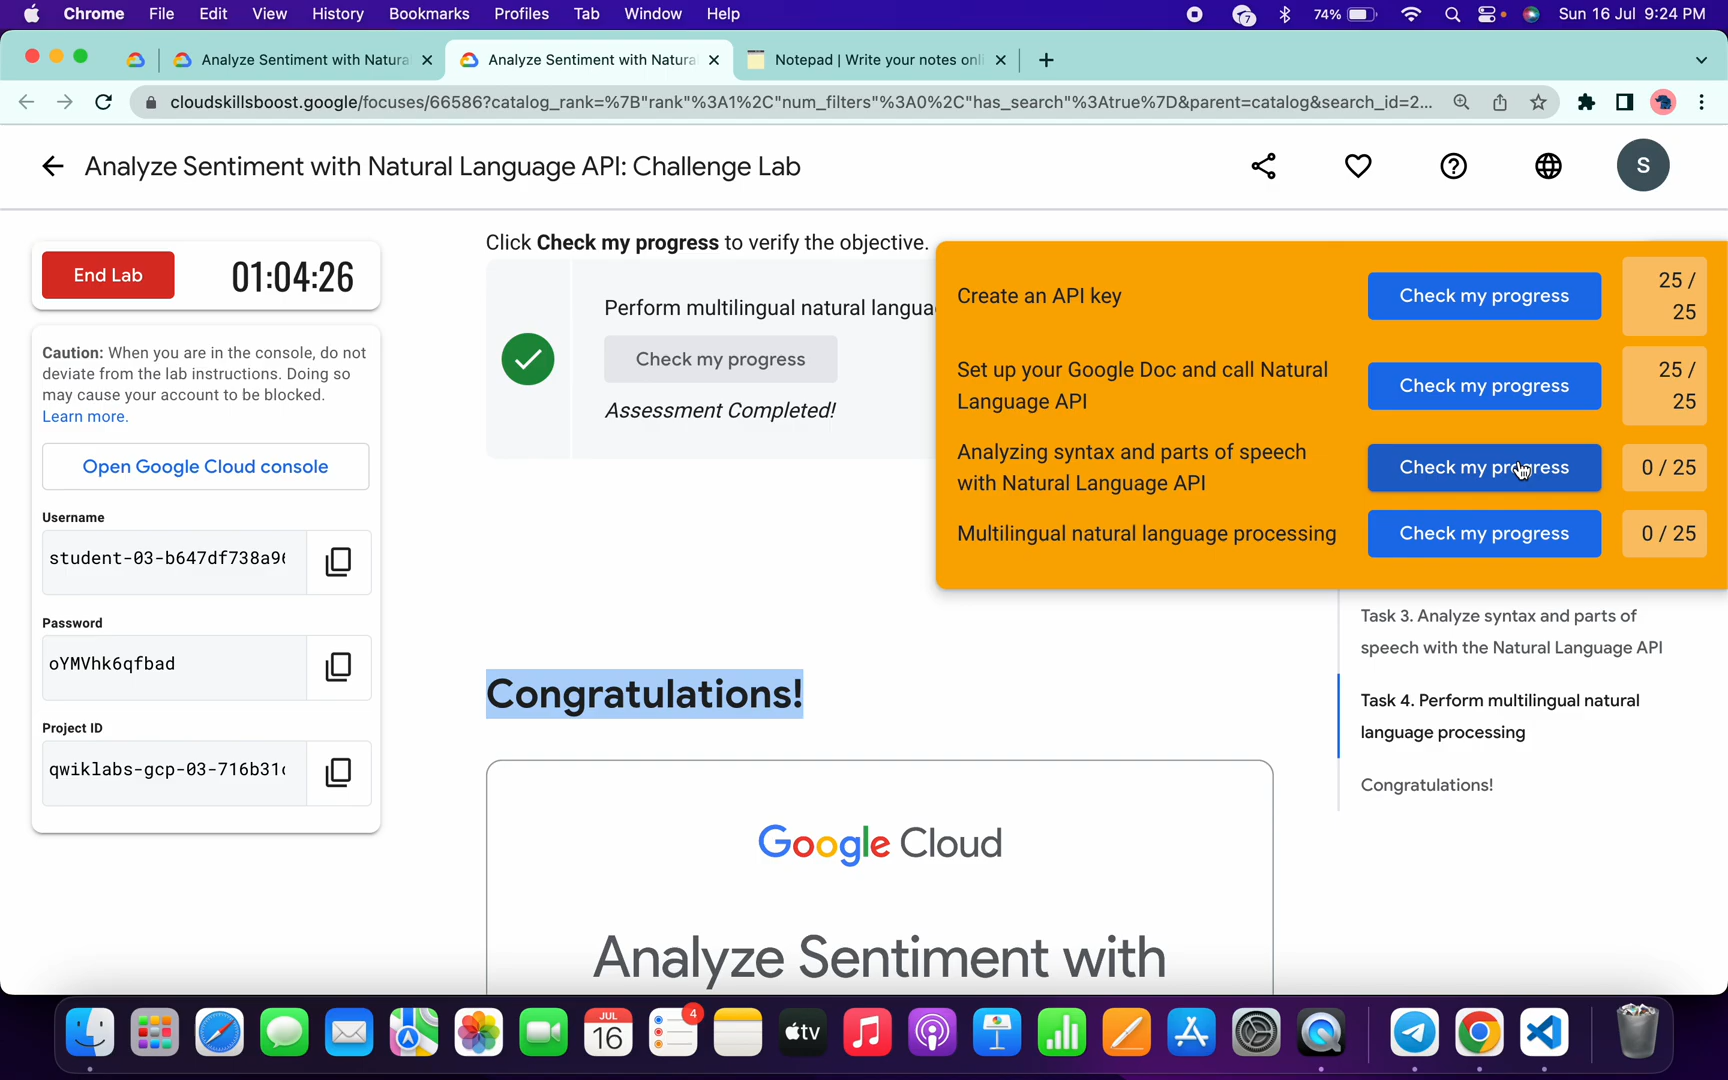 Chrome File Edit View History Bookmarks Profiles Tab Window Help 7 74% Sun 16 Jul 9:24 PM
Analyze Sentiment with Natura Analyze Sentiment with Natura Notepad | Write your notes onli
cloudskillsboost.google/focuses/66586?catalog_rank=%7B"rank"%3A1%2C"num_filters"%3A0%2C"has_search"%3Atrue%7D&parent=catalog&search_id=2...
Analyze Sentiment with Natural Language API: Challenge Lab S
End Lab 01:04:26
Caution: When you are in the console, do not
deviate from the lab instructions. Doing so
may cause your account to be blocked.
Learn more.
Open Google Cloud console
Username
student-03-b647df738a9
Password
oYMVhk6qfbad
Project ID
qwiklabs-gcp-03-716b31
Click Check my progress to verify the objective.
Perform multilingual natural langua
Check my progress
Assessment Completed!
Create an API key Check my progress 25 /
25
Set up your Google Doc and call Natural
Language API Check my progress 25 /
25
Analyzing syntax and parts of speech
with Natural Language API Check my progress 0 / 25
Multilingual natural language processing Check my progress 0 / 25
Task 3. Analyze syntax and parts of
speech with the Natural Language API
Task 4. Perform multilingual natural
language processing
Congratulations!
Congratulations!
Google Cloud
Analyze Sentiment with
JUL
16
4
tv